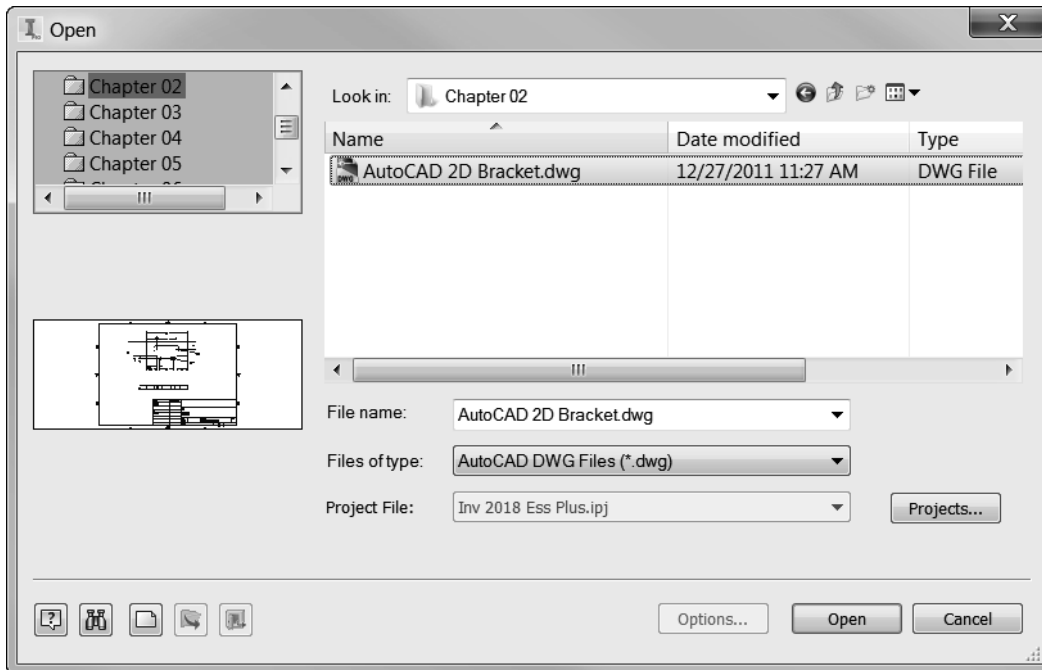 Open
X
Chapter 02
Chapter 03
Chapter 04
Chapter 05
Look in: Chapter 02
Name Date modified Type
AutoCAD 2D Bracket.dwg 12/27/2011 11:27 AM DWG File
File name: AutoCAD 2D Bracket.dwg
Files of type: AutoCAD DWG Files (*.dwg)
Project File: Inv 2018 Ess Plus.ipj Projects...
Options... Open Cancel